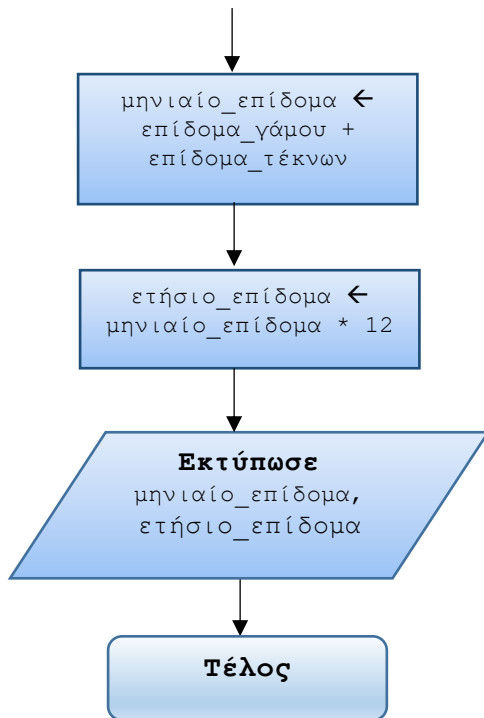 μηνιαίο_επίδομα ←
επίδομα_γάμου +
επίδομα_τέκνων
ετήσιο_επίδομα ←
μηνιαίο_επίδομα * 12
Εκτύπωσε
μηνιαίο_επίδομα,
ετήσιο_επίδομα
Τέλος